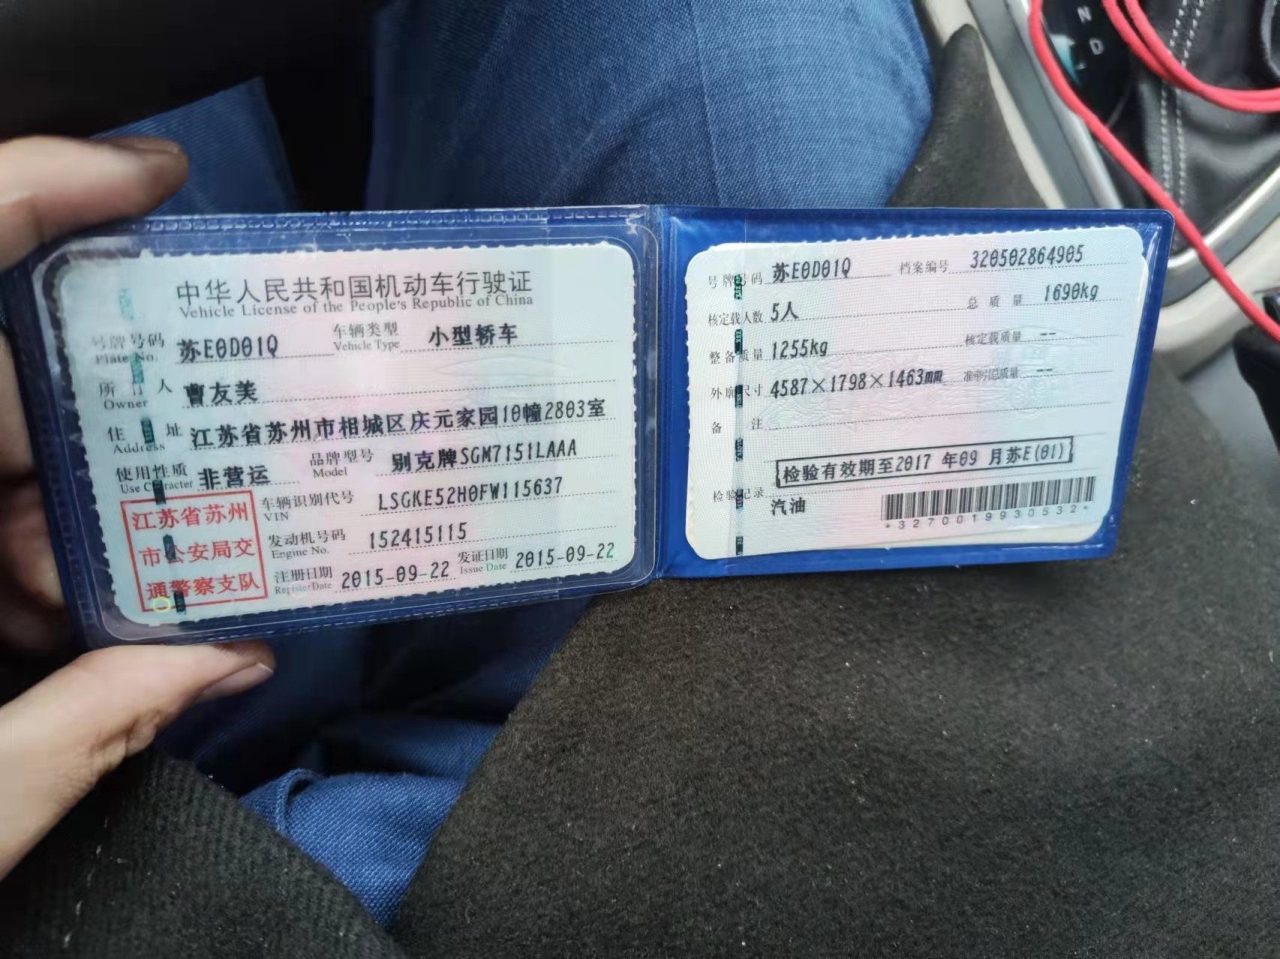 中华人民共和国机动车行驶证
Vehicle License of the People's Republic of China
号牌号码 苏E0D01Q 车辆类型 小型轿车
Plate No. Vehicle Type
所有人 曹友美
Owner
住址 江苏省苏州市相城区庆元家园10幢2803室
Address
使用性质 非营运 品牌型号 别克牌SGM7151LAAA
Use Character Model
江苏省苏州
市公安局交
通警察支队
车辆识别代号 LSGKE52H0FW115637
VIN
发动机号码 152415115
Engine No.
注册日期 2015-09-22 发证日期 2015-09-22
Register Date Issue Date
号牌号码 苏E0D01Q 档案编号 320502864905
核定载人数 5人 总质量 1690kg
整备质量 1255kg 核定载质量 --
外廓尺寸 4587×1798×1463mm 准牵引总质量 --
备注
检验有效期至2017 年09 月苏E(01)
检验记录
汽油
*3270019930532*
N
D